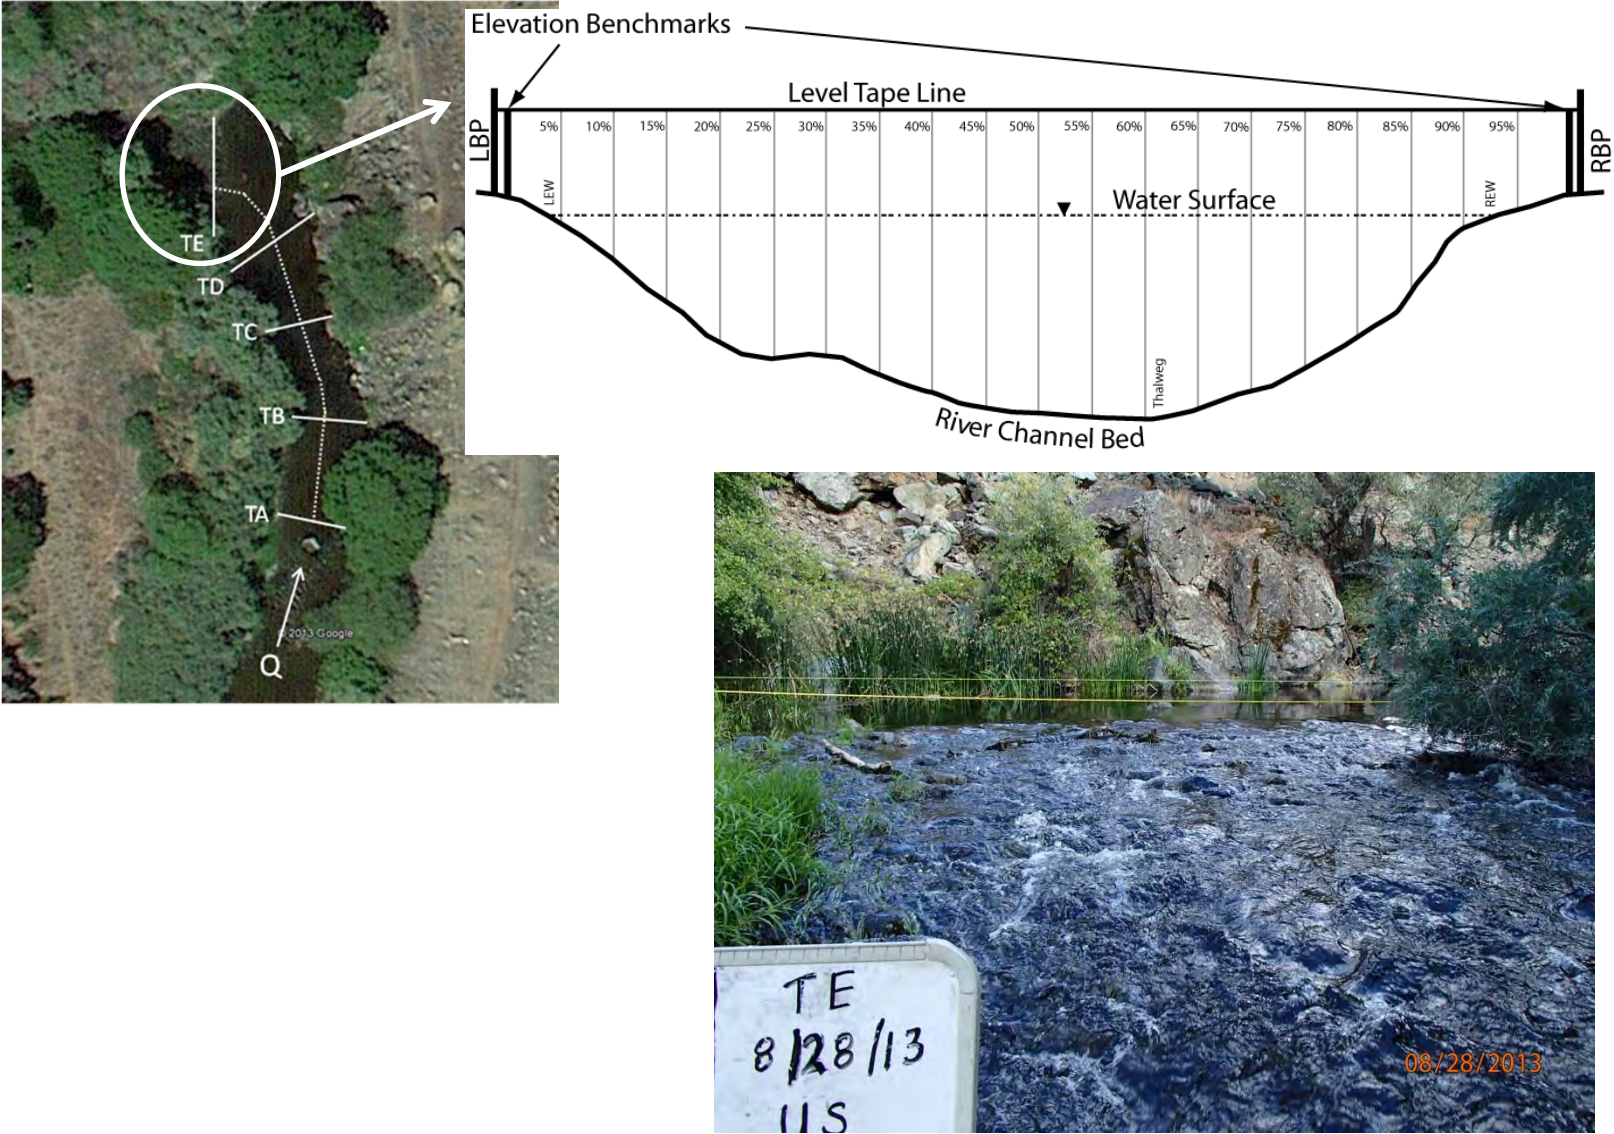 Elevation Benchmarks
Level Tape Line
LBP
5% 10% 15% 20% 25% 30% 35% 40% 45% 50% 55% 60% 65% 70% 75% 80% 85% 90% 95%
RBP
LEW
Water Surface
REW
Thalweg
River Channel Bed
TE
TD
TC
TB
TA
© 2013 Google
Q
TE
8/28/13
US
08/28/2013